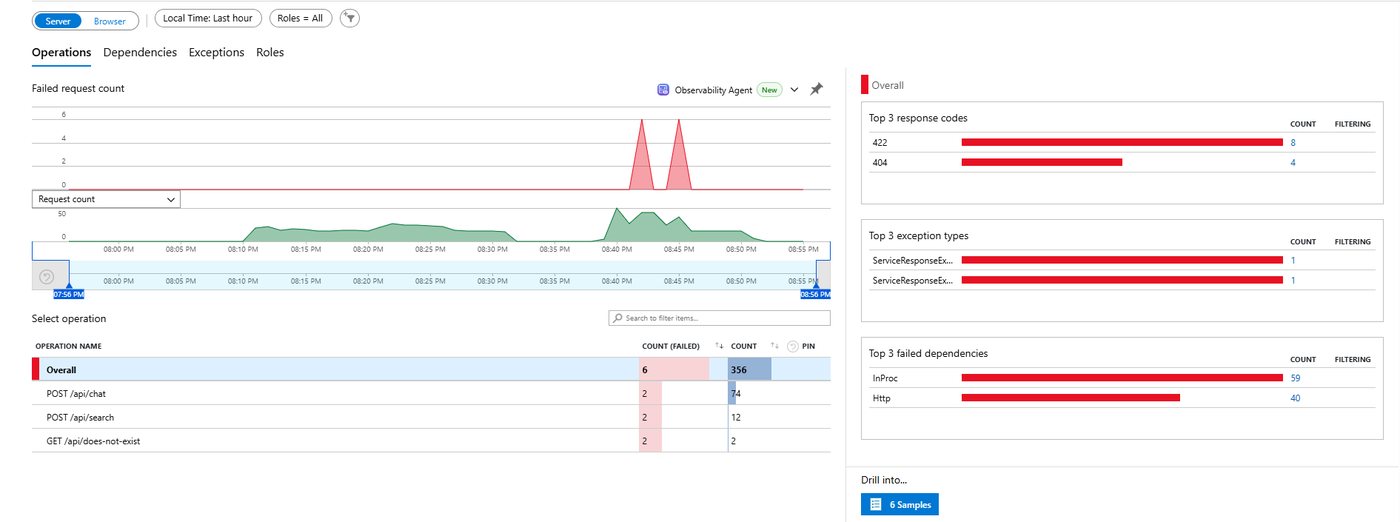 Server Browser Local Time: Last hour Roles = All
Operations Dependencies Exceptions Roles
Failed request count Observability Agent New
6
4
2
0
Request count
50
0
08:00 PM 08:05 PM 08:10 PM 08:15 PM 08:20 PM 08:25 PM 08:30 PM 08:35 PM 08:40 PM 08:45 PM 08:50 PM 08:55 PM
08:00 PM 08:05 PM 08:10 PM 08:15 PM 08:20 PM 08:25 PM 08:30 PM 08:35 PM 08:40 PM 08:45 PM 08:50 PM 08:55 PM
07:56 PM 08:56 PM
Select operation Search to filter items...
OPERATION NAME COUNT (FAILED) COUNT PIN
Overall 6 356
POST /api/chat 2 74
POST /api/search 2 12
GET /api/does-not-exist 2 2
Overall
Top 3 response codes
COUNT FILTERING
422 8
404 4
Top 3 exception types
COUNT FILTERING
ServiceResponseEx... 1
ServiceResponseEx... 1
Top 3 failed dependencies
COUNT FILTERING
InProc 59
Http 40
Drill into...
6 Samples